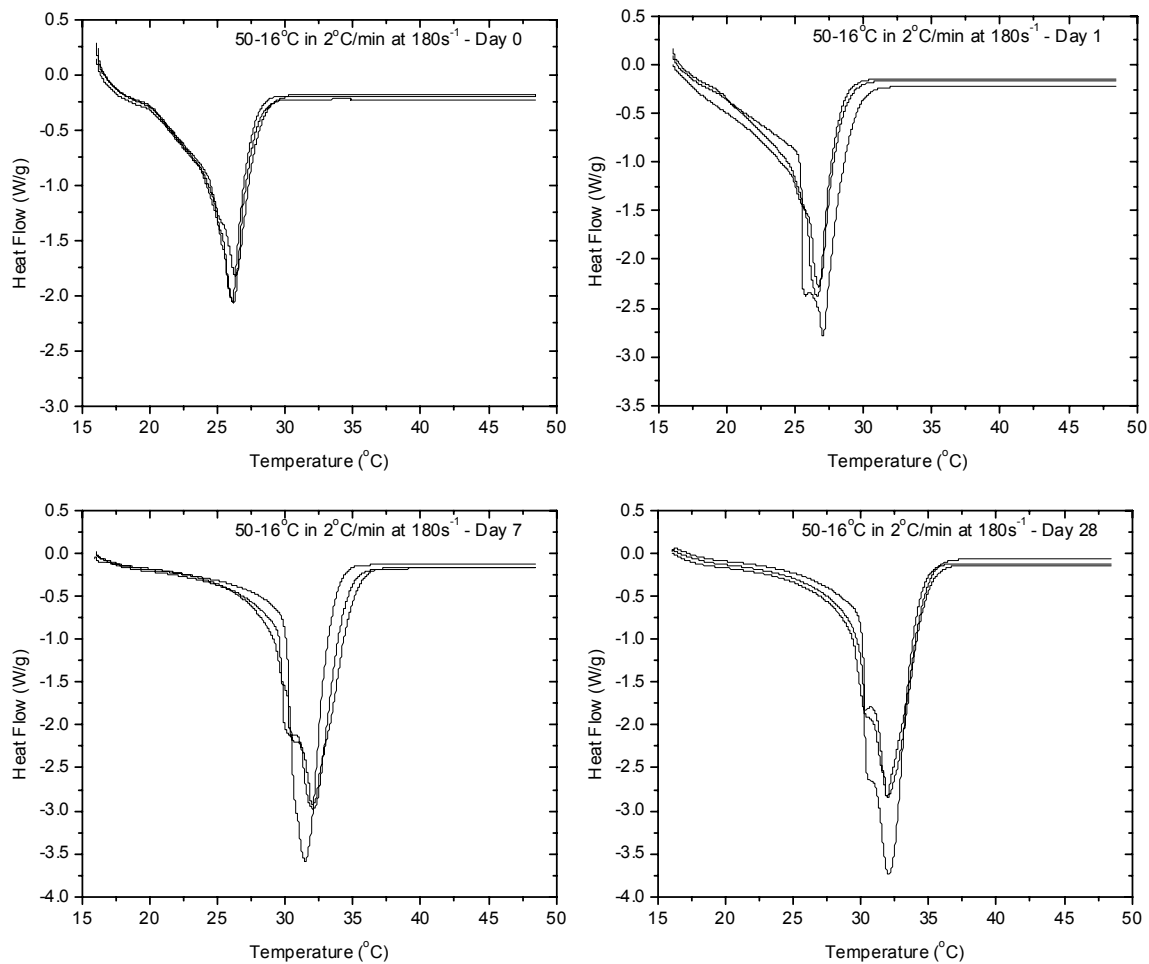 50-16°C in 2°C/min at 180s⁻¹ - Day 0
0.5
0.0
-0.5
-1.0
-1.5
-2.0
-2.5
-3.0
Heat Flow (W/g)
15 20 25 30 35 40 45 50
Temperature (°C)
50-16°C in 2°C/min at 180s⁻¹ - Day 1
0.5
0.0
-0.5
-1.0
-1.5
-2.0
-2.5
-3.0
-3.5
Heat Flow (W/g)
15 20 25 30 35 40 45 50
Temperature (°C)
50-16°C in 2°C/min at 180s⁻¹ - Day 7
0.5
0.0
-0.5
-1.0
-1.5
-2.0
-2.5
-3.0
-3.5
-4.0
Heat Flow (W/g)
15 20 25 30 35 40 45 50
Temperature (°C)
50-16°C in 2°C/min at 180s⁻¹ - Day 28
0.5
0.0
-0.5
-1.0
-1.5
-2.0
-2.5
-3.0
-3.5
-4.0
Heat Flow (W/g)
15 20 25 30 35 40 45 50
Temperature (°C)